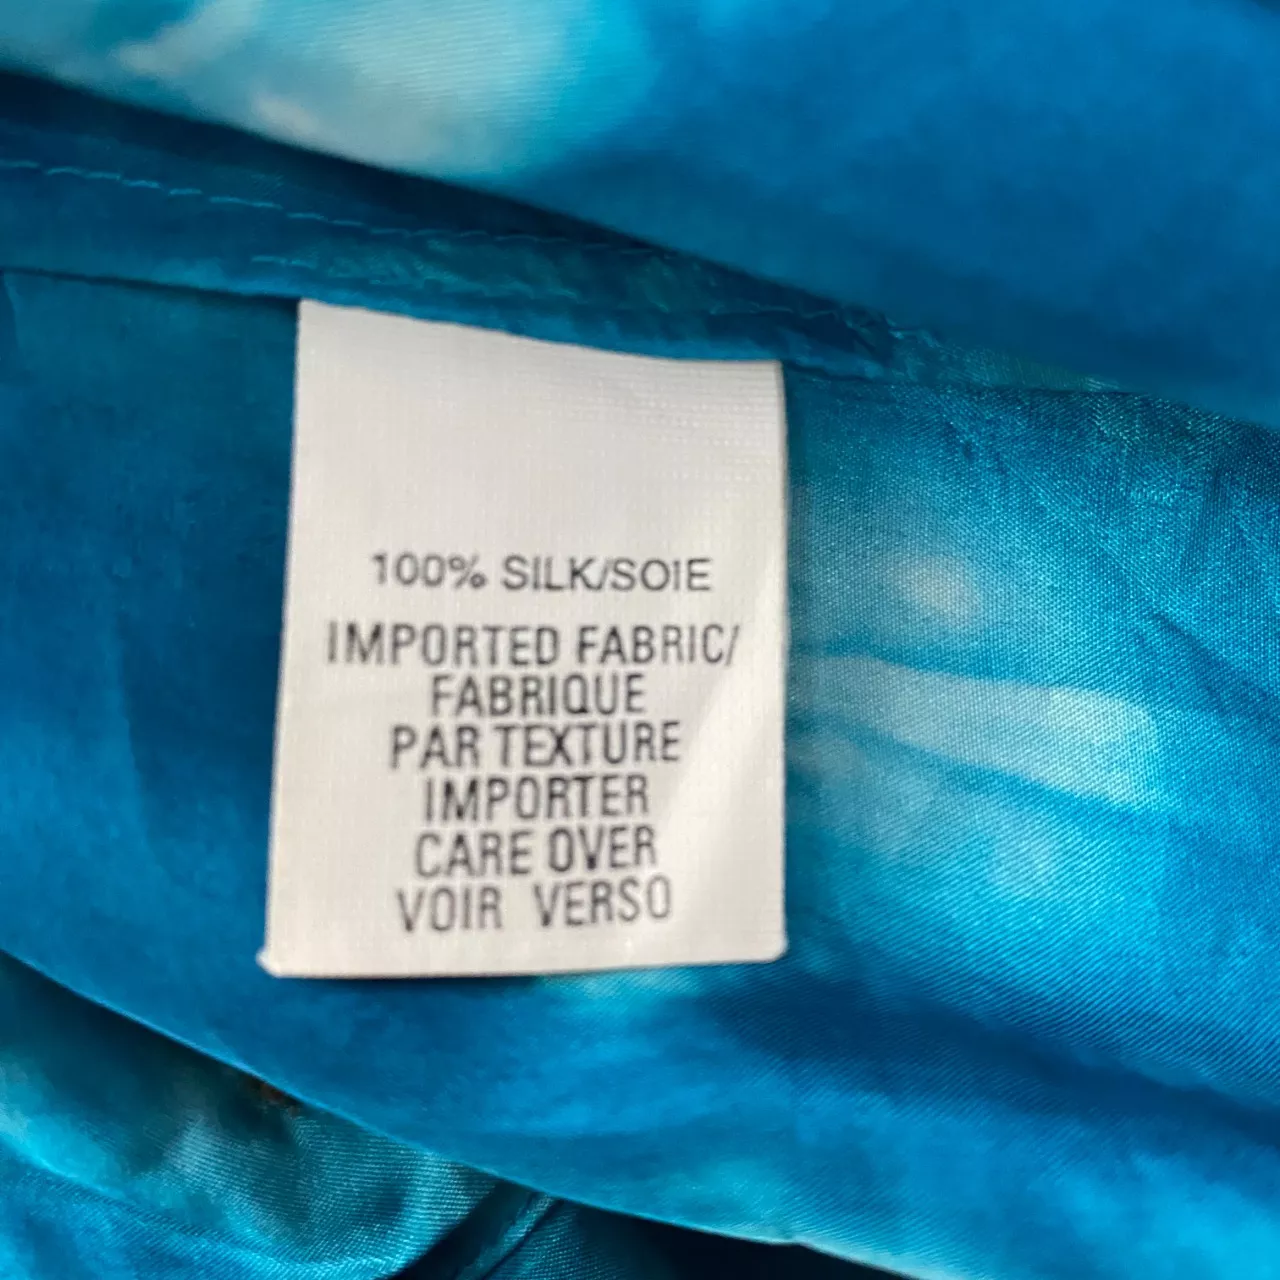 100% SILK/SOIE
IMPORTED FABRIC/
FABRIQUE
PAR TEXTURE
IMPORTER
CARE OVER
VOIR VERSO